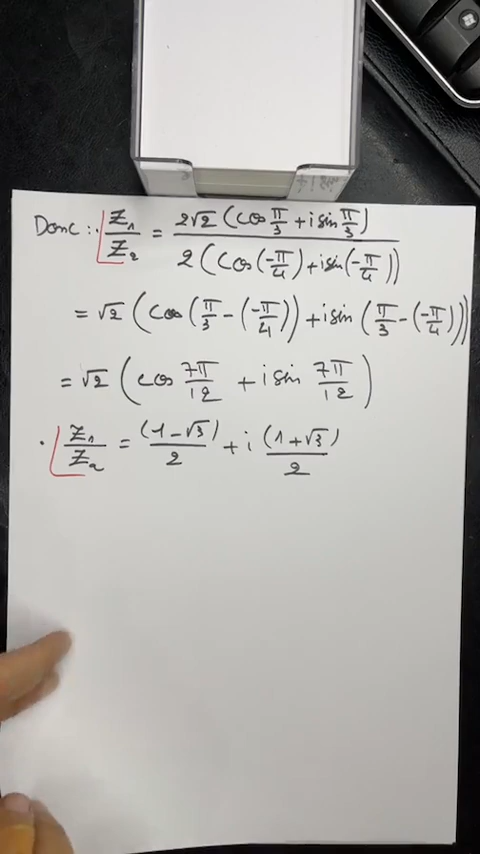 Donc : Z₁/Z₂ = 2√2 (cos π/3 + i sin π/3) / 2 (cos(-π/4) + i sin(-π/4))
= √2 (cos (π/3 - (-π/4)) + i sin (π/3 - (-π/4)))
= √2 (cos 7π/12 + i sin 7π/12)
· Z₁/Z₂ = (1 - √3)/2 + i (1 + √3)/2